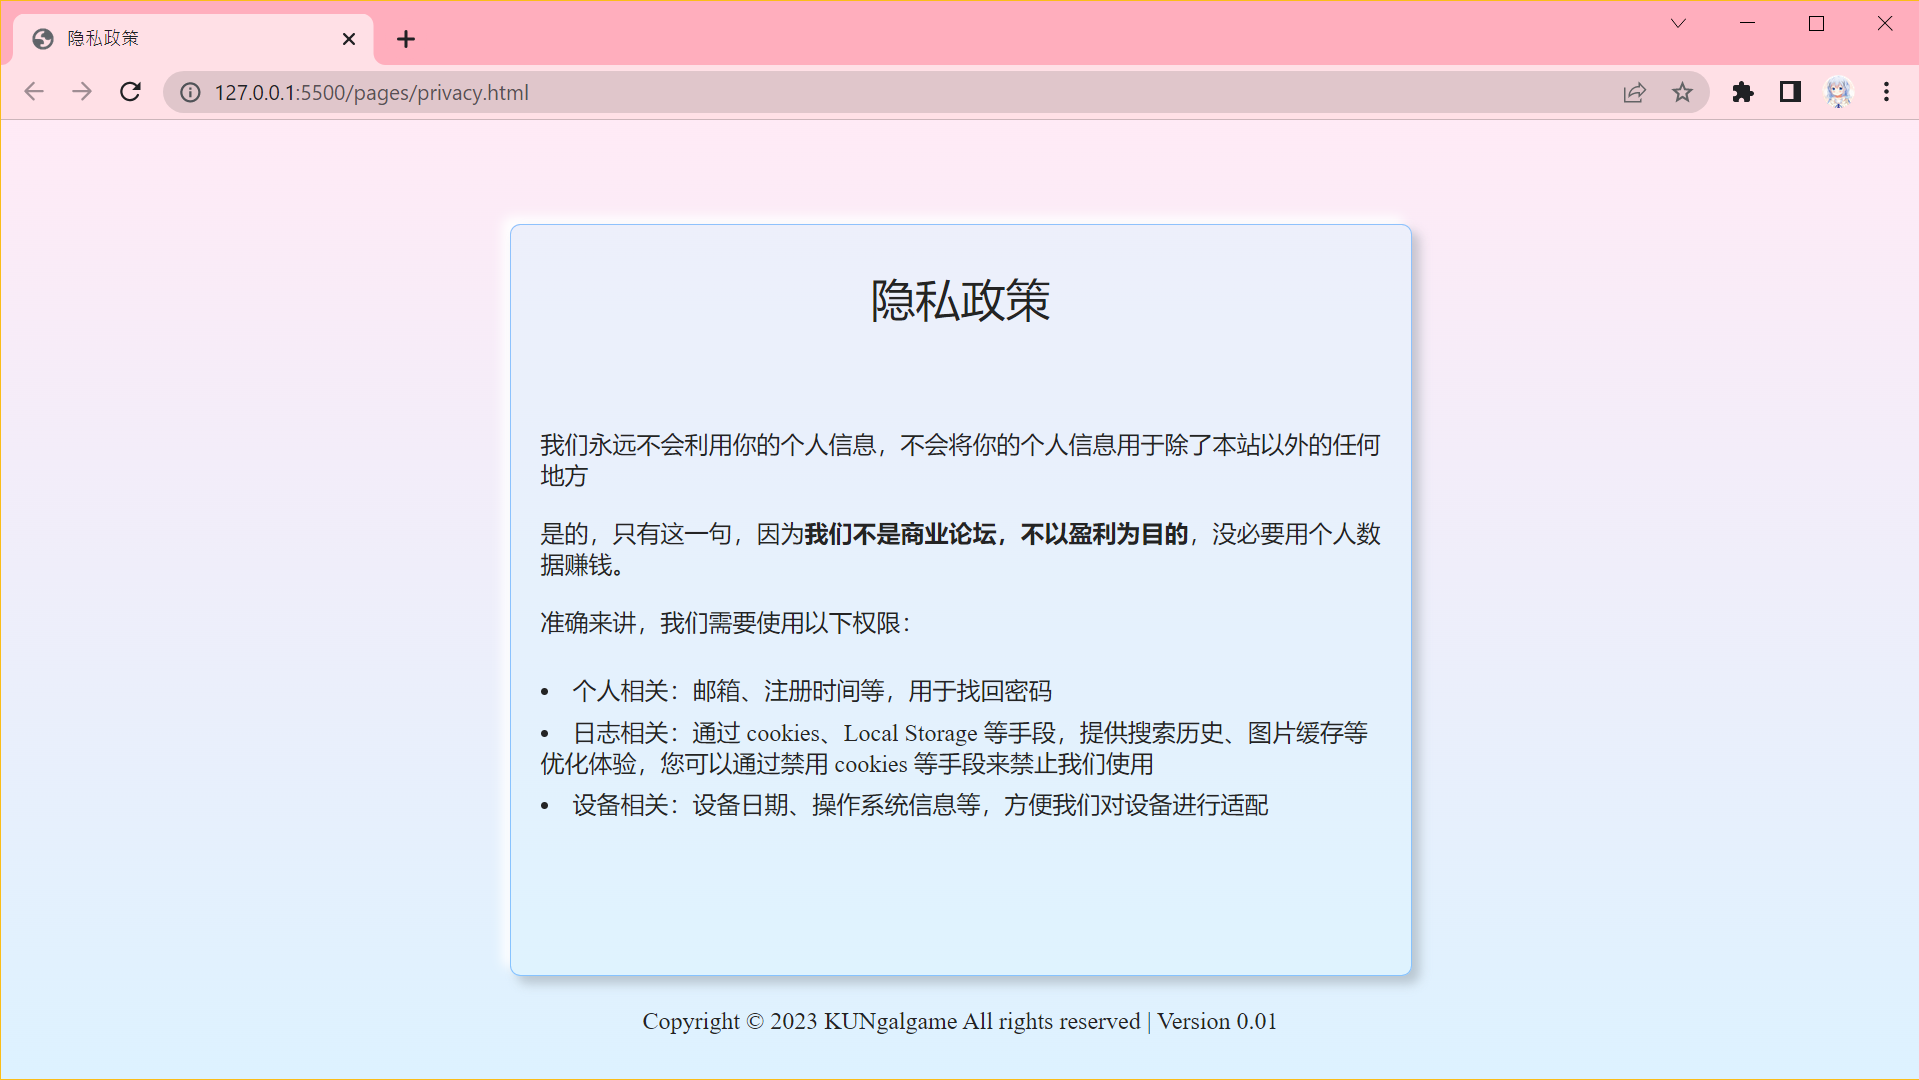 隐私政策
127.0.0.1:5500/pages/privacy.html
隐私政策
我们永远不会利用你的个人信息，不会将你的个人信息用于除了本站以外的任何
地方
是的，只有这一句，因为我们不是商业论坛，不以盈利为目的，没必要用个人数
据赚钱。
准确来讲，我们需要使用以下权限：
• 个人相关：邮箱、注册时间等，用于找回密码
• 日志相关：通过 cookies、Local Storage 等手段，提供搜索历史、图片缓存等
优化体验，您可以通过禁用 cookies 等手段来禁止我们使用
• 设备相关：设备日期、操作系统信息等，方便我们对设备进行适配
Copyright © 2023 KUNgalgame All rights reserved | Version 0.01